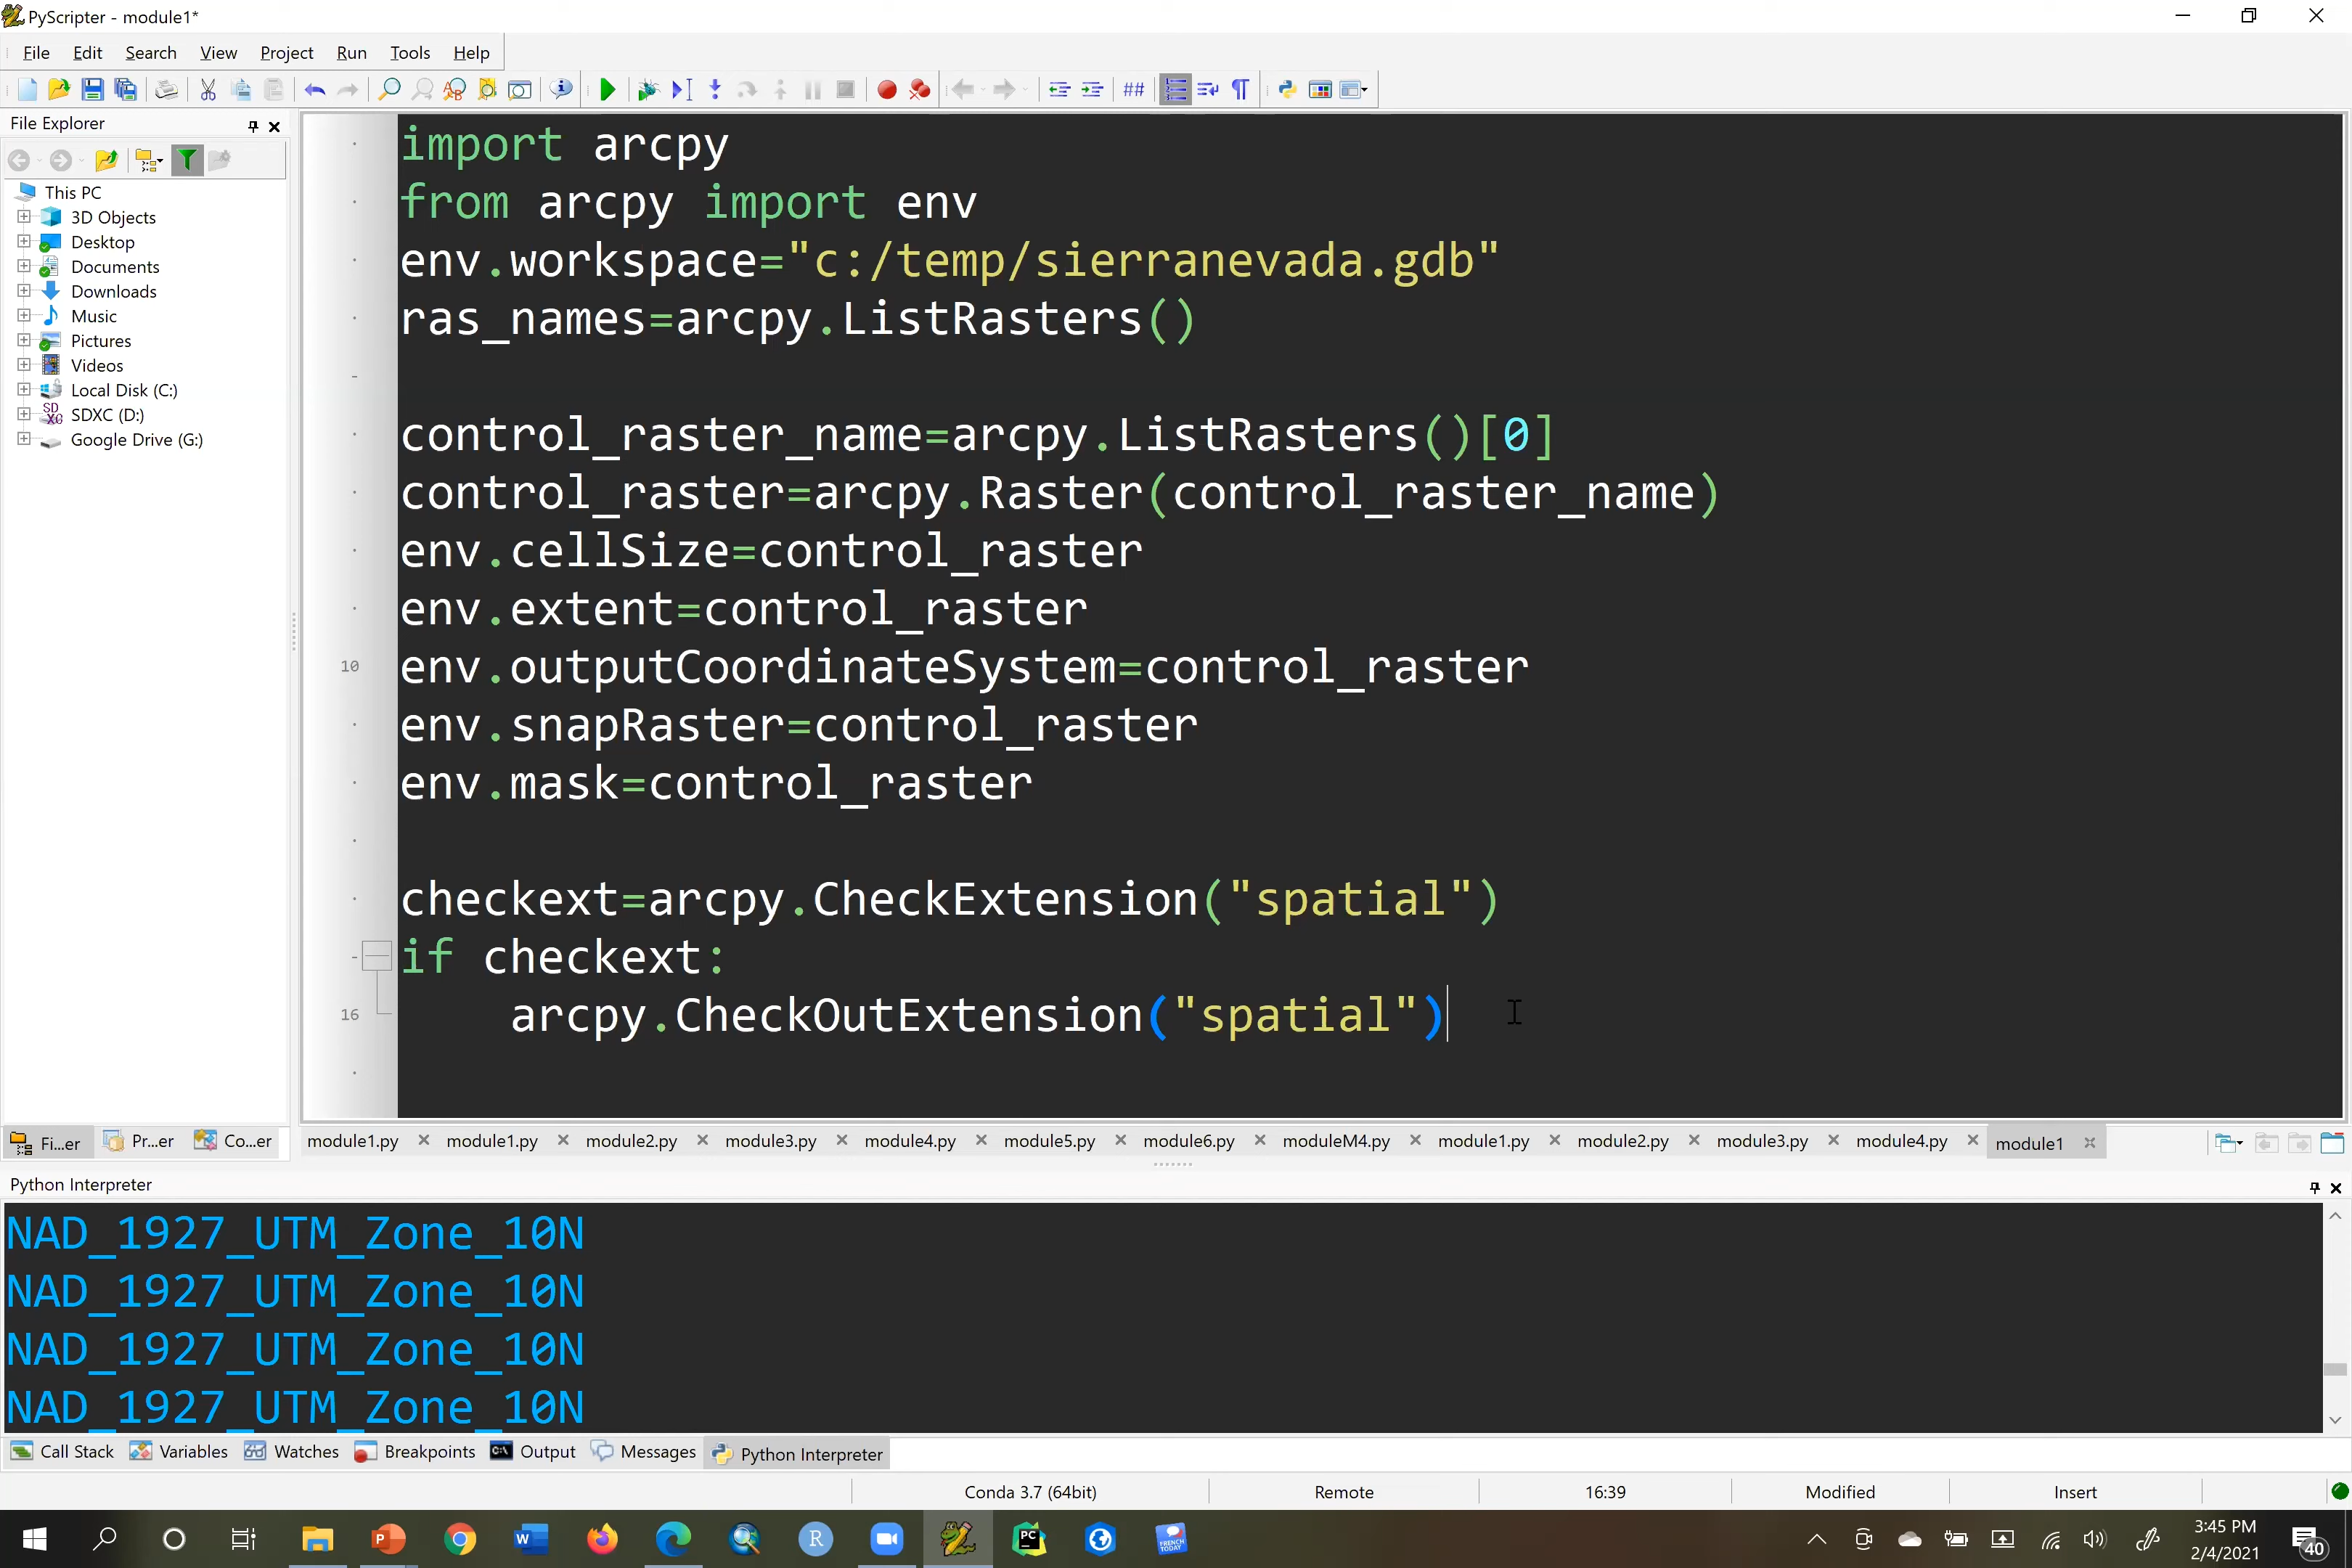 PyScripter - module1*
File Edit Search View Project Run Tools Help
File Explorer
This PC
3D Objects
Desktop
Documents
Downloads
Music
Pictures
Videos
Local Disk (C:)
SDXC (D:)
Google Drive (G:)
import arcpy
from arcpy import env
env.workspace="c:/temp/sierranevada.gdb"
ras_names=arcpy.ListRasters()
control_raster_name=arcpy.ListRasters()[0]
control_raster=arcpy.Raster(control_raster_name)
env.cellSize=control_raster
env.extent=control_raster
10 env.outputCoordinateSystem=control_raster
env.snapRaster=control_raster
env.mask=control_raster
checkext=arcpy.CheckExtension("spatial")
if checkext:
16 arcpy.CheckOutExtension("spatial")
Fi...er Pr...er Co...er module1.py module1.py module2.py module3.py module4.py module5.py module6.py moduleM4.py module1.py module2.py module3.py module4.py module1
Python Interpreter
NAD_1927_UTM_Zone_10N
NAD_1927_UTM_Zone_10N
NAD_1927_UTM_Zone_10N
NAD_1927_UTM_Zone_10N
Call Stack Variables Watches Breakpoints Output Messages Python Interpreter
Conda 3.7 (64bit) Remote 16:39 Modified Insert
3:45 PM
2/4/2021
40